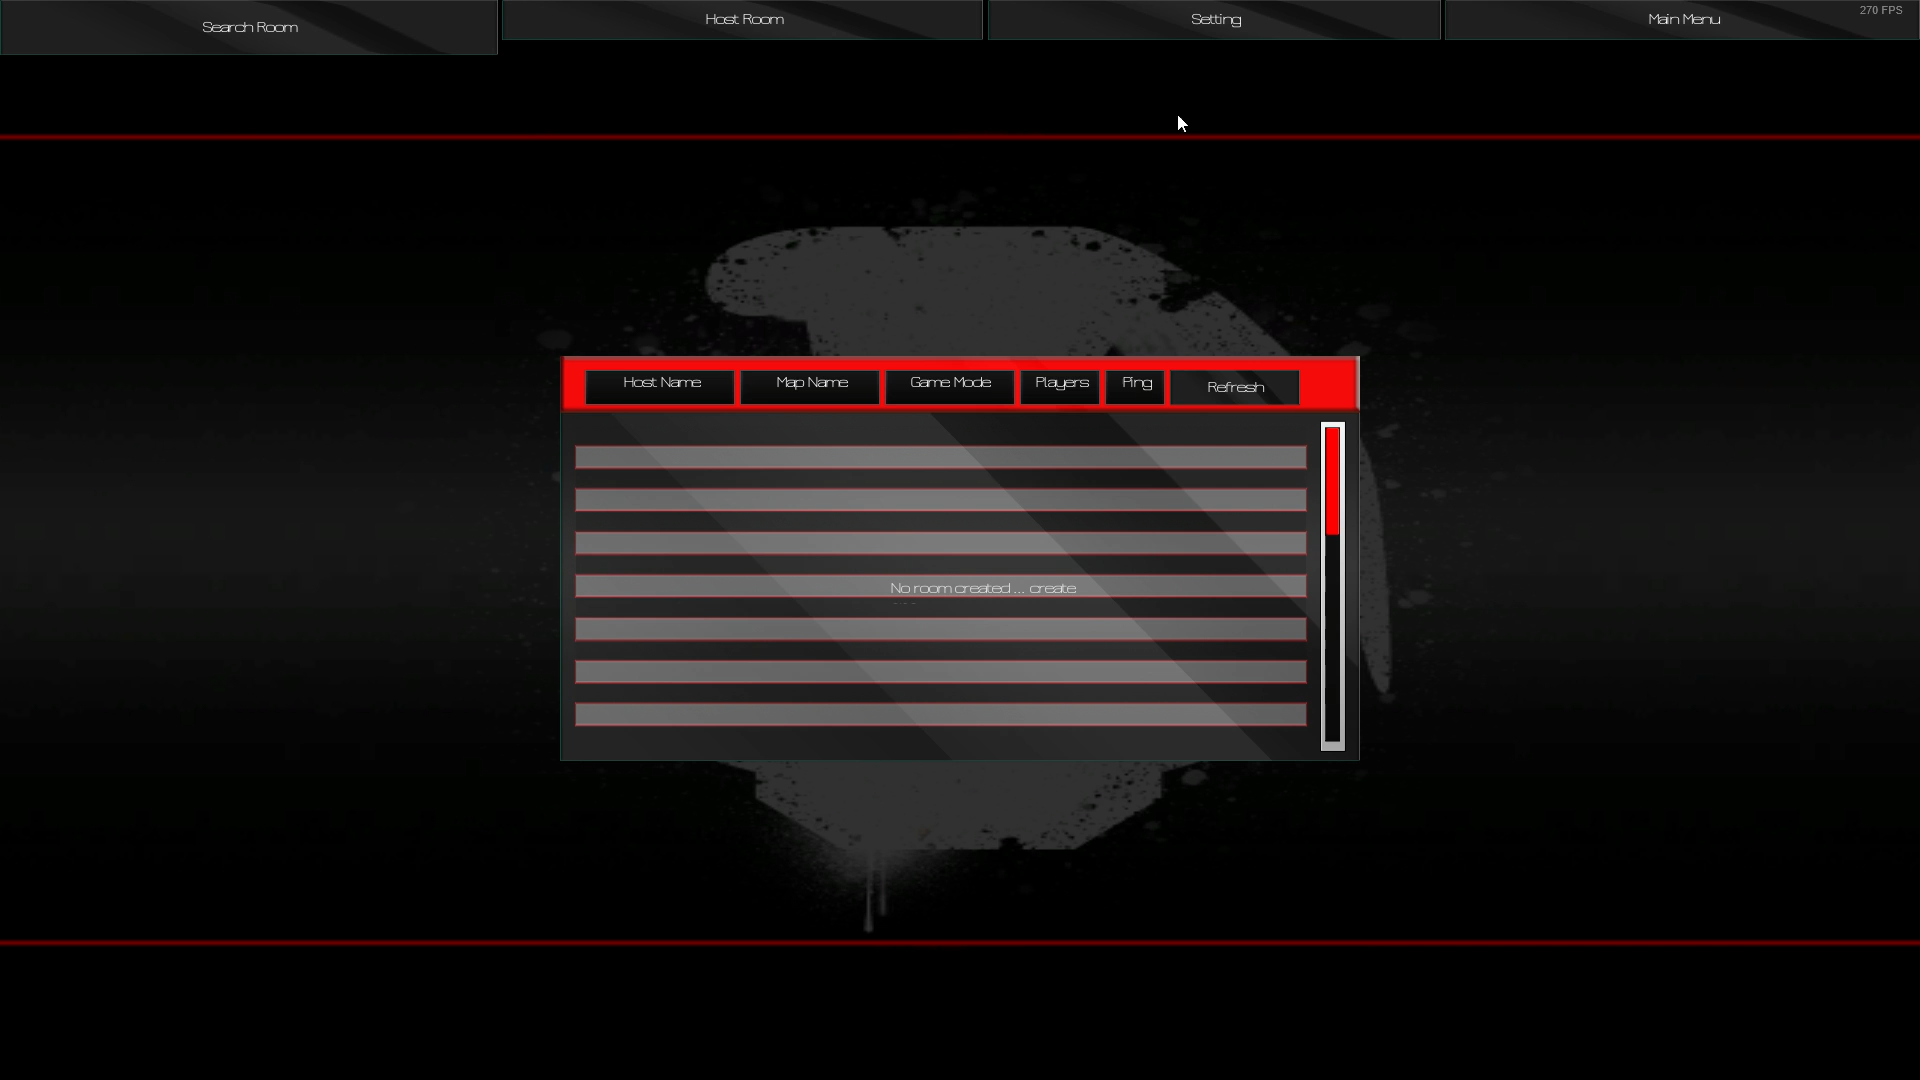 Search Room
Host Room
Setting
Main Menu
270 FPS
Host Name
Map Name
Game Mode
Players
Ping
Refresh
No room created ... create